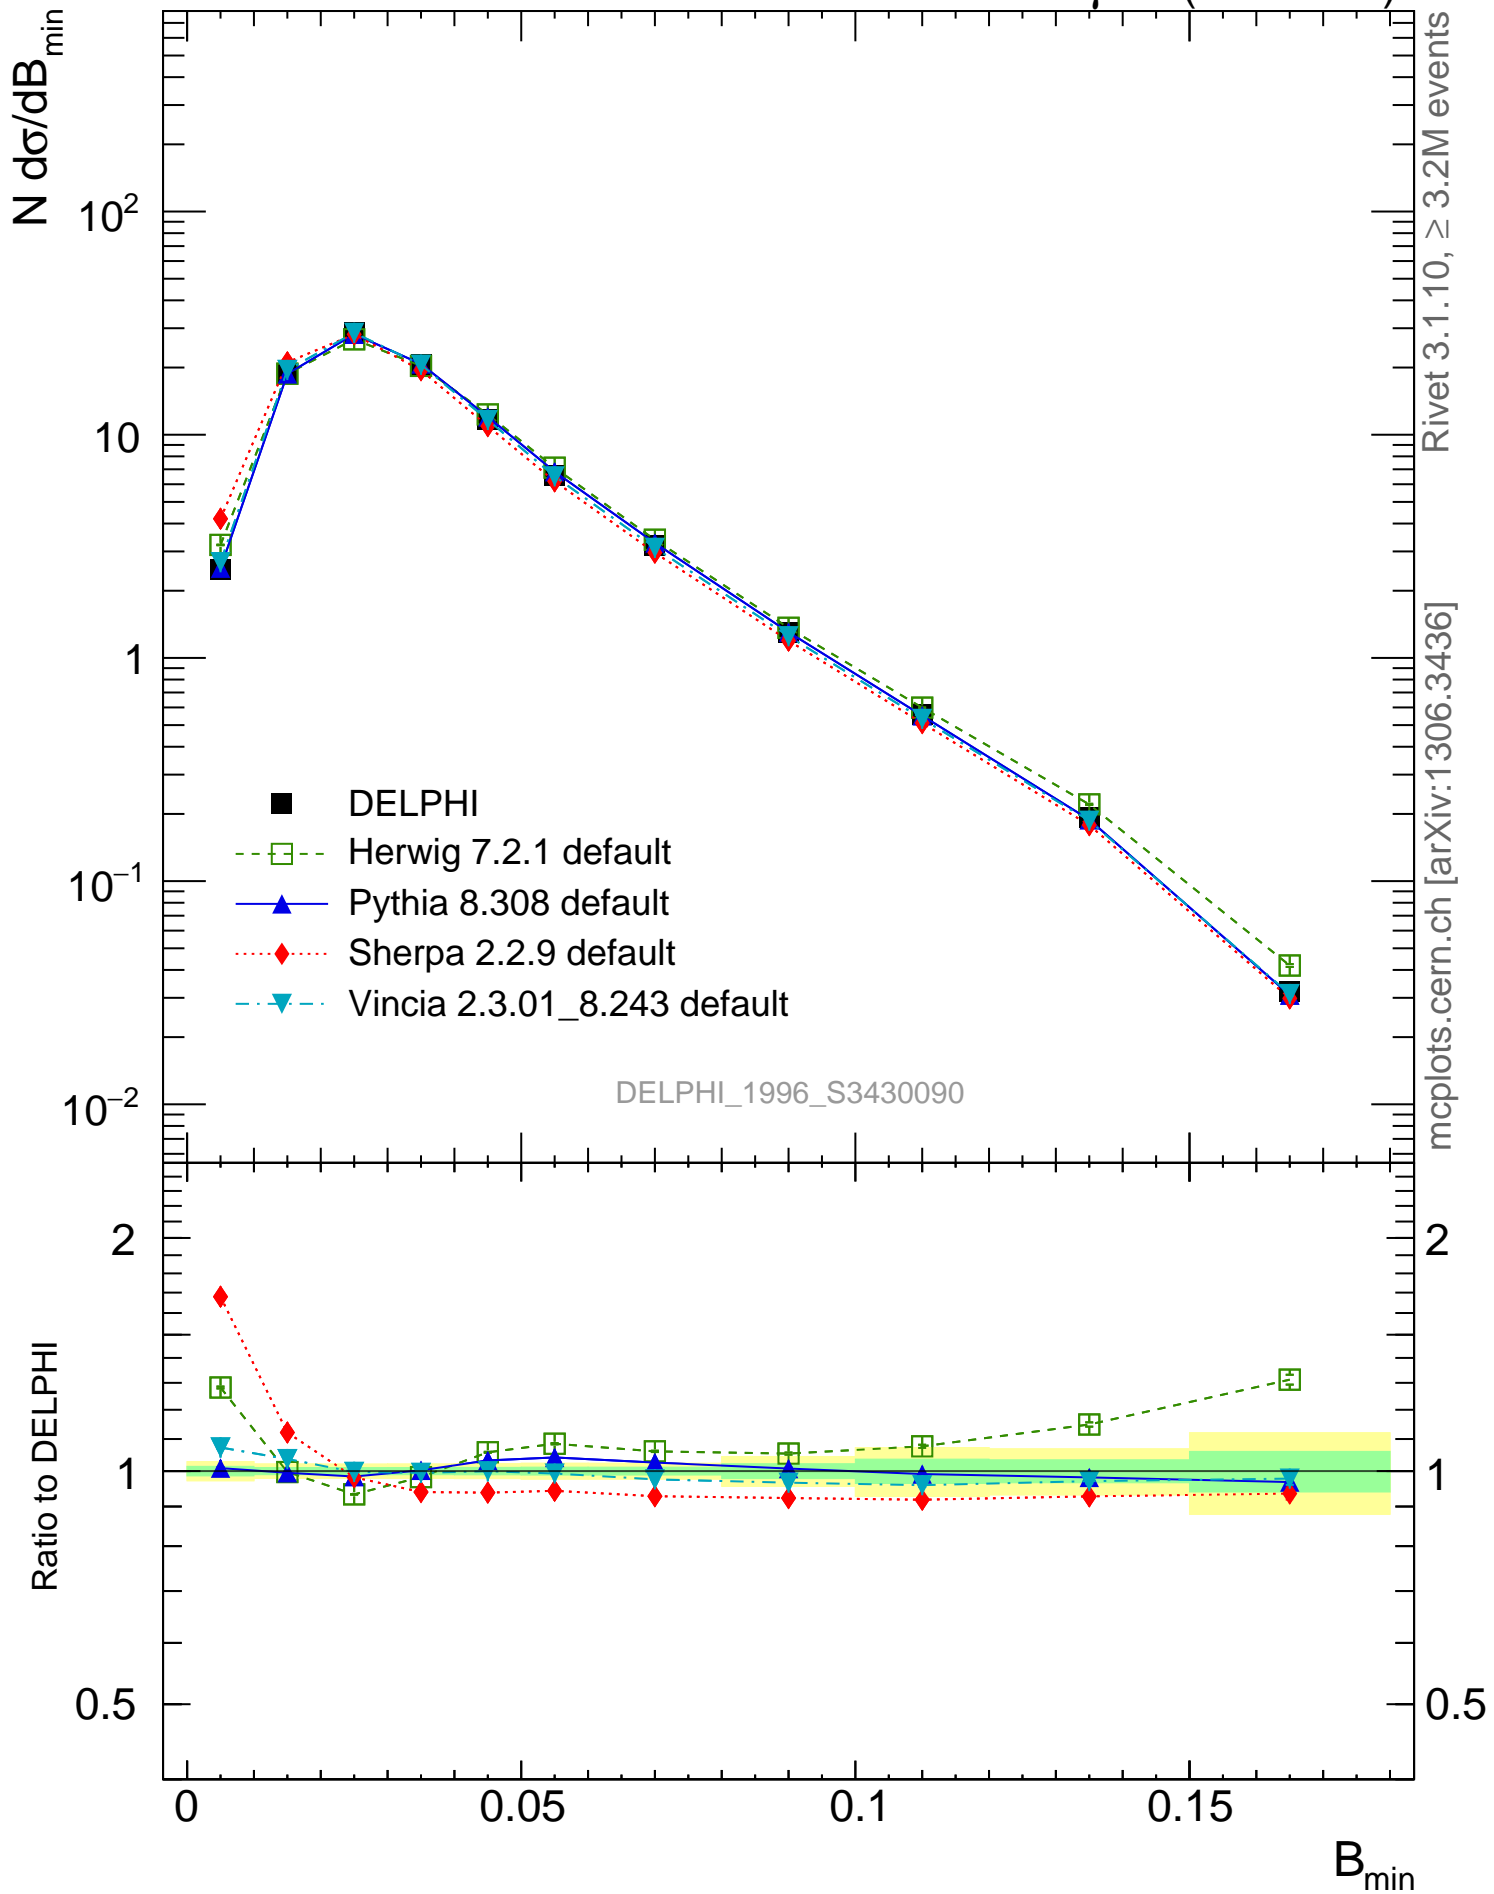 N dσ/dB_min
10^2
10
1
10^−1
10^−2
DELPHI
Herwig 7.2.1 default
Pythia 8.308 default
Sherpa 2.2.9 default
Vincia 2.3.01_8.243 default
DELPHI_1996_S3430090
Rivet 3.1.10, ≥ 3.2M events
mcplots.cern.ch [arXiv:1306.3436]
Ratio to DELPHI
2
1
0.5
2
1
0.5
0
0.05
0.1
0.15
B_min